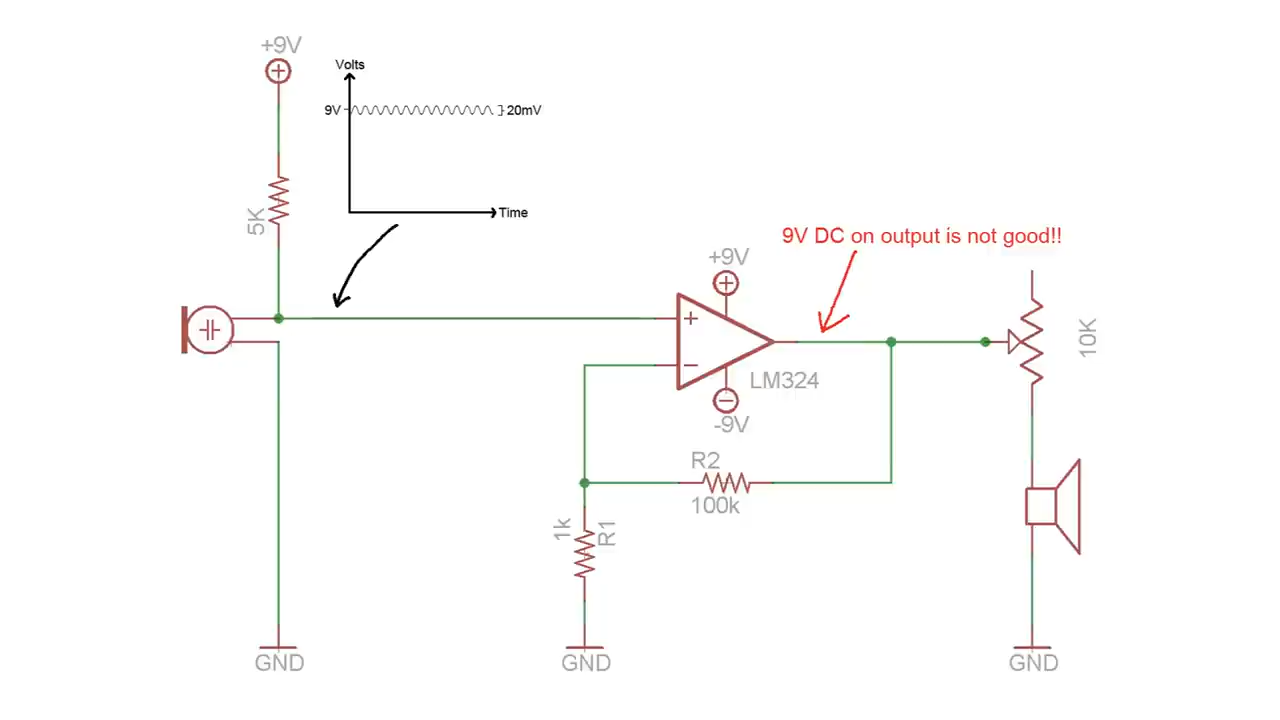 +9V
Volts
9V
20mV
5K
Time
9V DC on output is not good!!
+9V
+
10K
LM324
-9V
R2
100k
1k
R1
GND
GND
GND